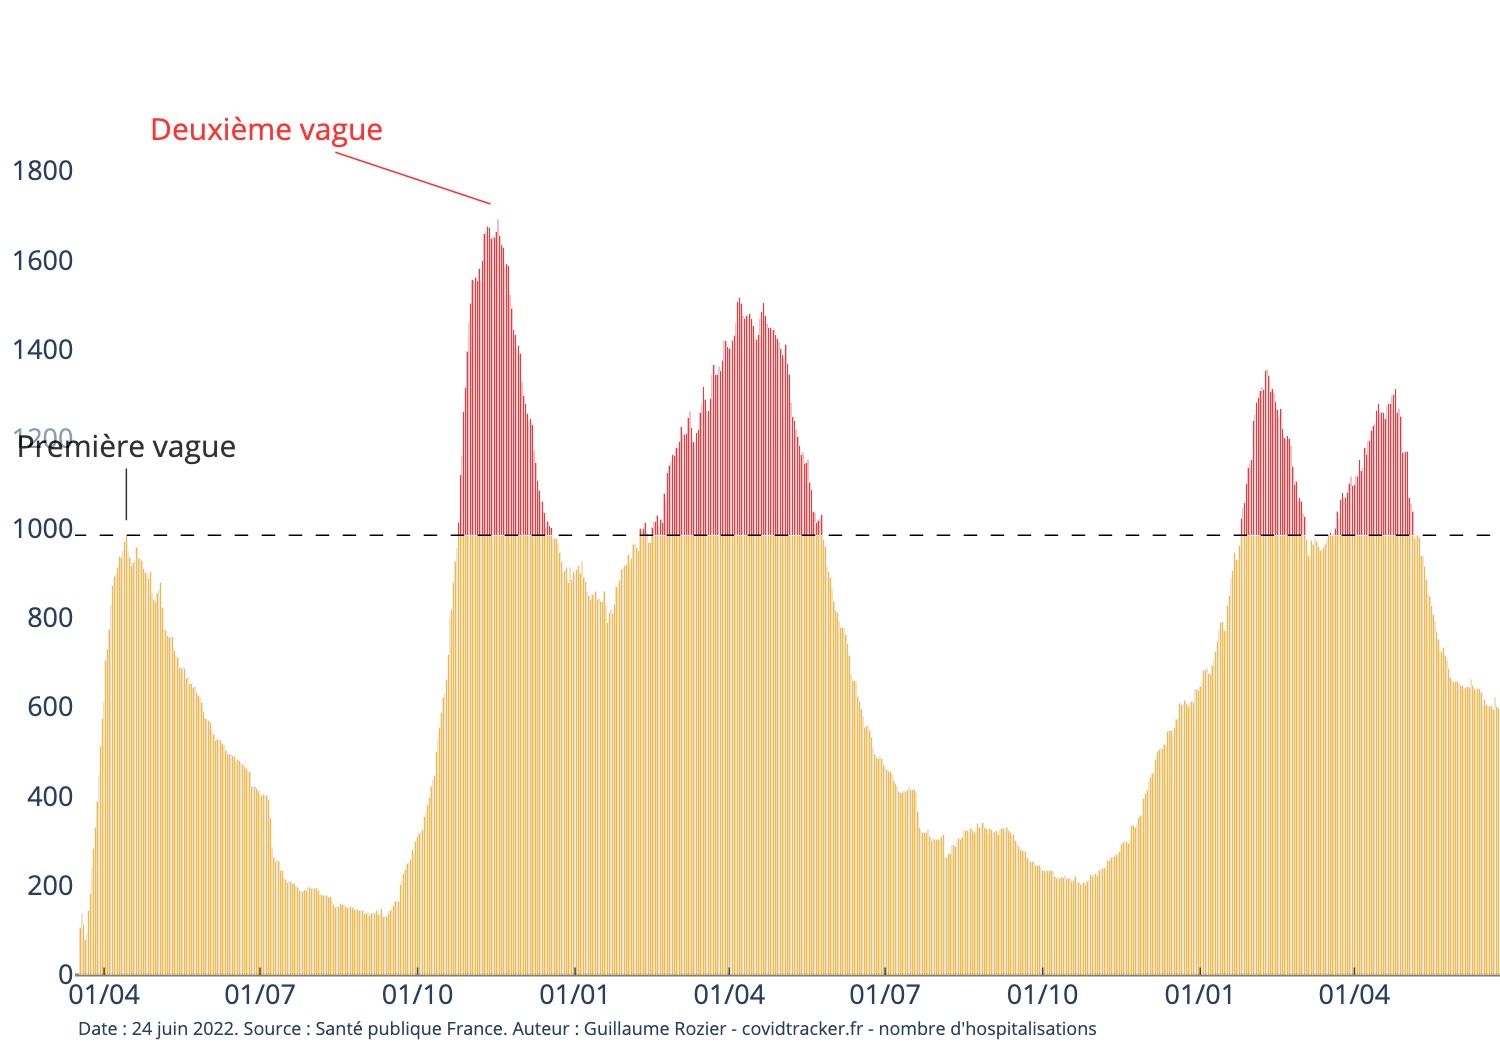 Deuxième vague
1800
1600
1400
1200
Première vague
1000
800
600
400
200
0
01/04 01/07 01/10 01/01 01/04 01/07 01/10 01/01 01/04
Date : 24 juin 2022. Source : Santé publique France. Auteur : Guillaume Rozier - covidtracker.fr - nombre d'hospitalisations